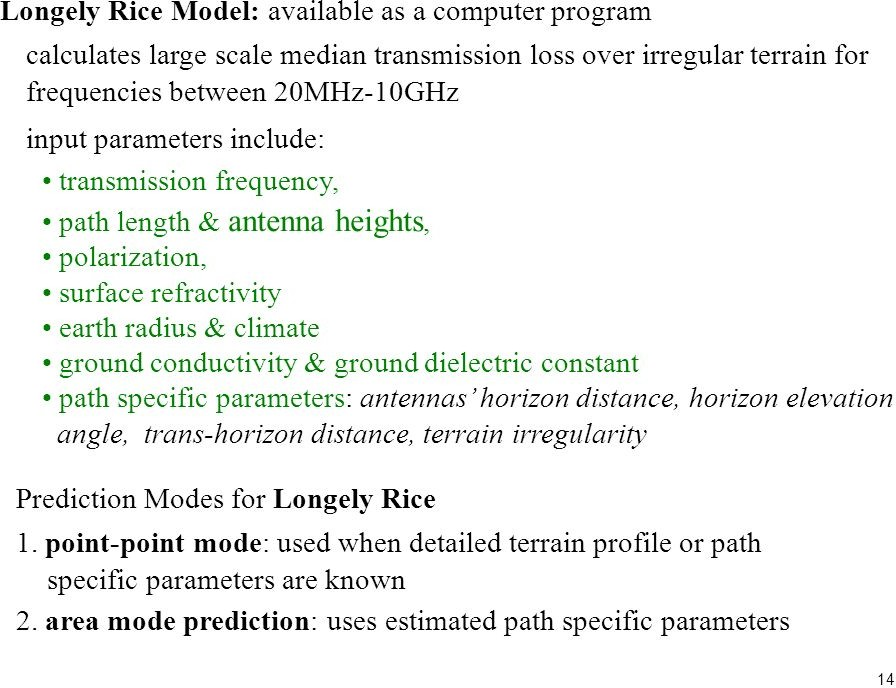 Longely Rice Model: available as a computer program
calculates large scale median transmission loss over irregular terrain for
frequencies between 20MHz-10GHz
input parameters include:
• transmission frequency,
• path length & antenna heights,
• polarization,
• surface refractivity
• earth radius & climate
• ground conductivity & ground dielectric constant
• path specific parameters: antennas’ horizon distance, horizon elevation
angle, trans-horizon distance, terrain irregularity
Prediction Modes for Longely Rice
1. point-point mode: used when detailed terrain profile or path
specific parameters are known
2. area mode prediction: uses estimated path specific parameters
14